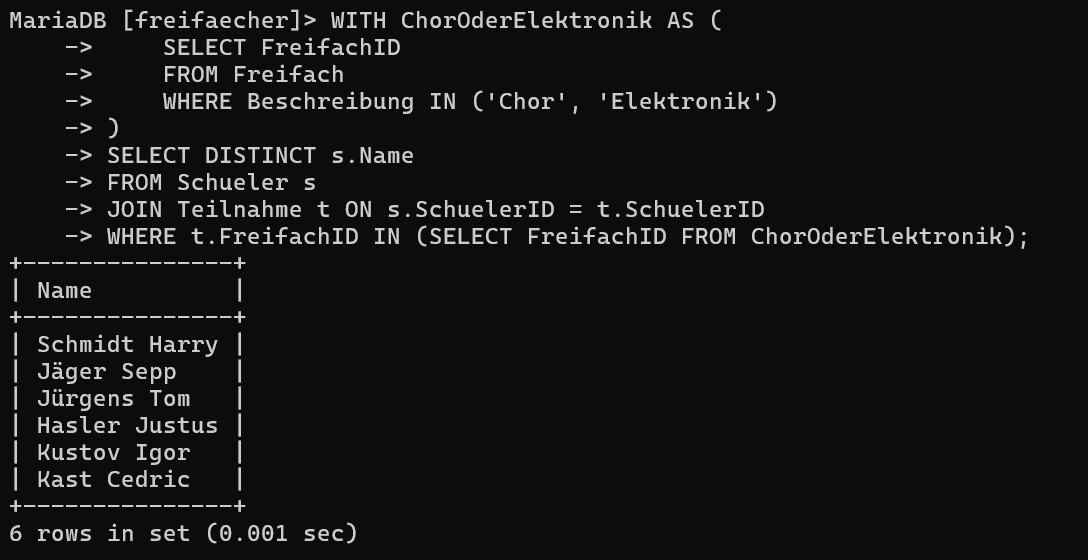 MariaDB [freifaecher]> WITH ChorOderElektronik AS (
    ->     SELECT FreifachID
    ->     FROM Freifach
    ->     WHERE Beschreibung IN ('Chor', 'Elektronik')
    -> )
    -> SELECT DISTINCT s.Name
    -> FROM Schueler s
    -> JOIN Teilnahme t ON s.SchuelerID = t.SchuelerID
    -> WHERE t.FreifachID IN (SELECT FreifachID FROM ChorOderElektronik);
+---------------+
| Name          |
+---------------+
| Schmidt Harry |
| Jäger Sepp    |
| Jürgens Tom   |
| Hasler Justus |
| Kustov Igor   |
| Kast Cedric   |
+---------------+
6 rows in set (0.001 sec)